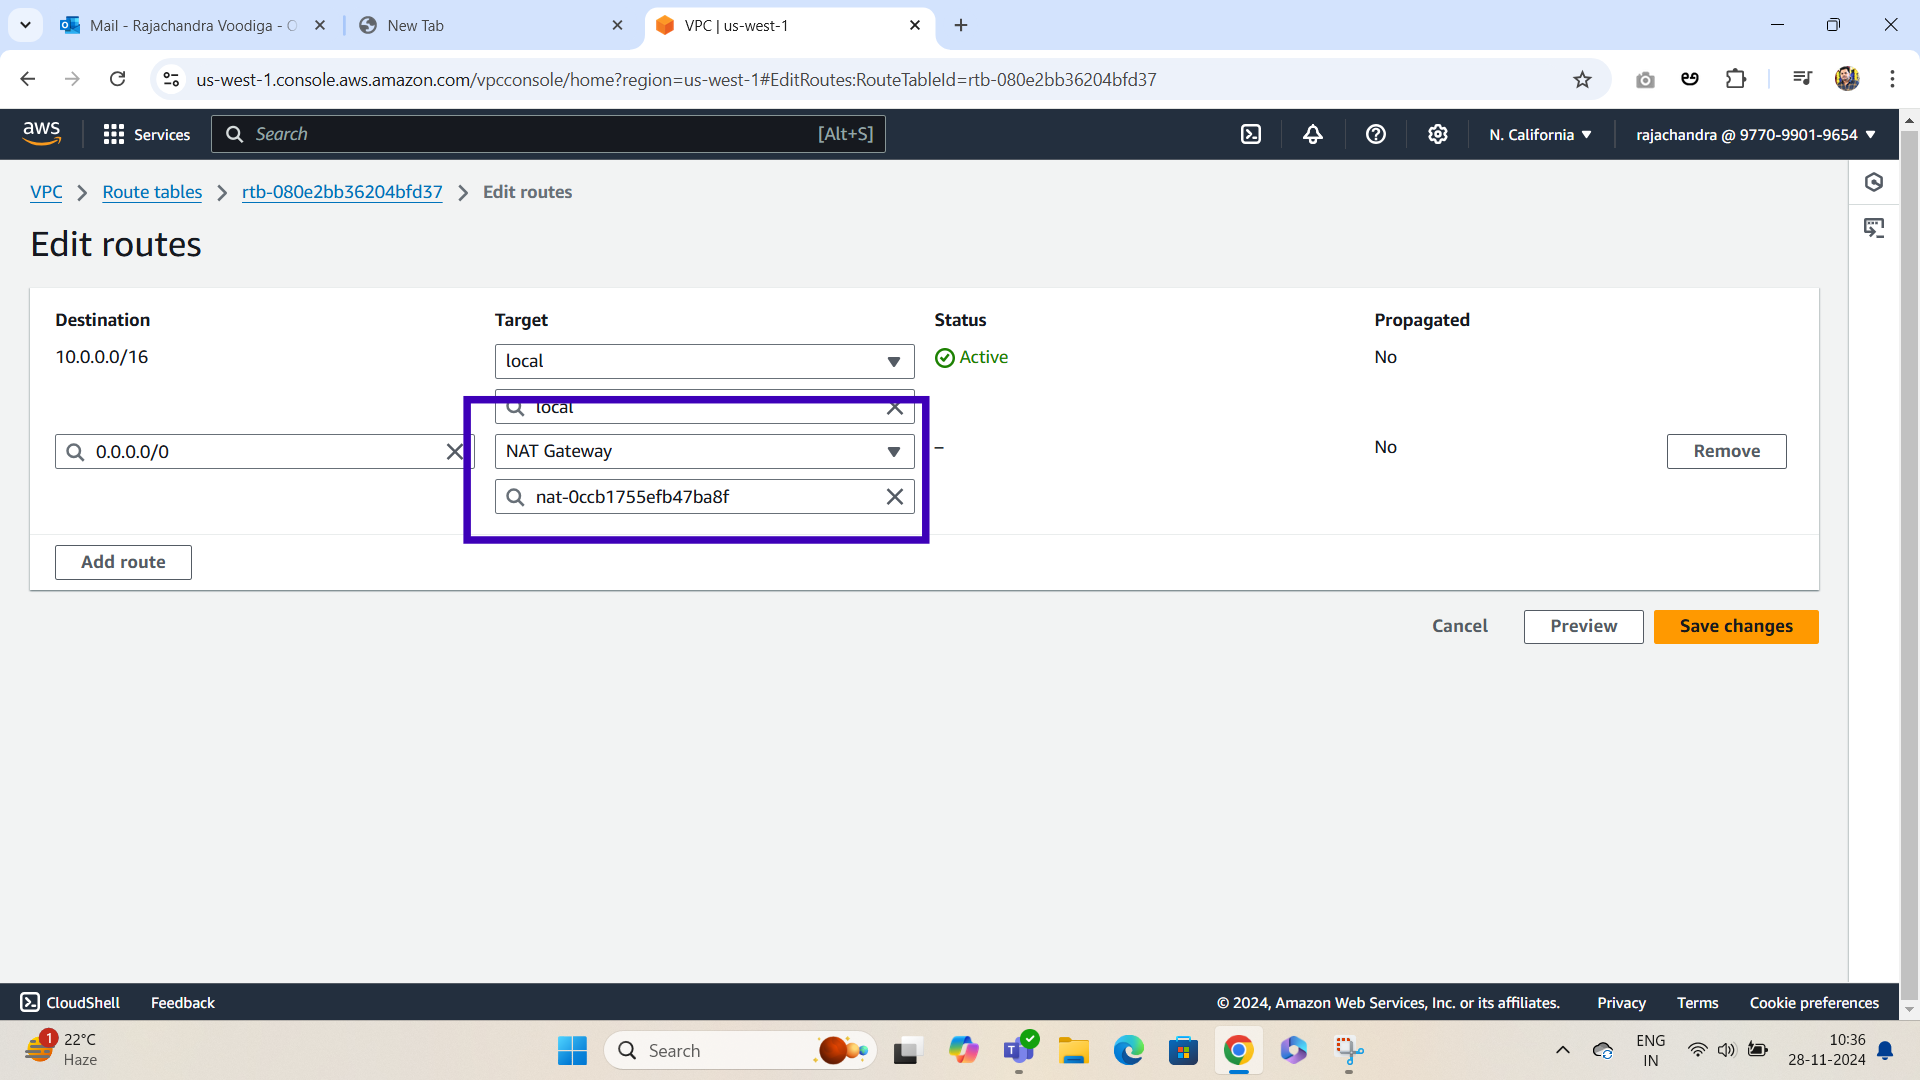 Mail - Rajachandra Voodiga - O
New Tab
VPC | us-west-1
us-west-1.console.aws.amazon.com/vpcconsole/home?region=us-west-1#EditRoutes:RouteTableId=rtb-080e2bb36204bfd37
aws
Services
Search
[Alt+S]
N. California
rajachandra @ 9770-9901-9654
VPC
Route tables
rtb-080e2bb36204bfd37
Edit routes
Edit routes
Destination
Target
Status
Propagated
10.0.0.0/16
local
Active
No
local
0.0.0.0/0
NAT Gateway
–
No
Remove
nat-0ccb1755efb47ba8f
Add route
Cancel
Preview
Save changes
CloudShell
Feedback
© 2024, Amazon Web Services, Inc. or its affiliates.
Privacy
Terms
Cookie preferences
1
22°C
Haze
Search
ENG
IN
10:36
28-11-2024